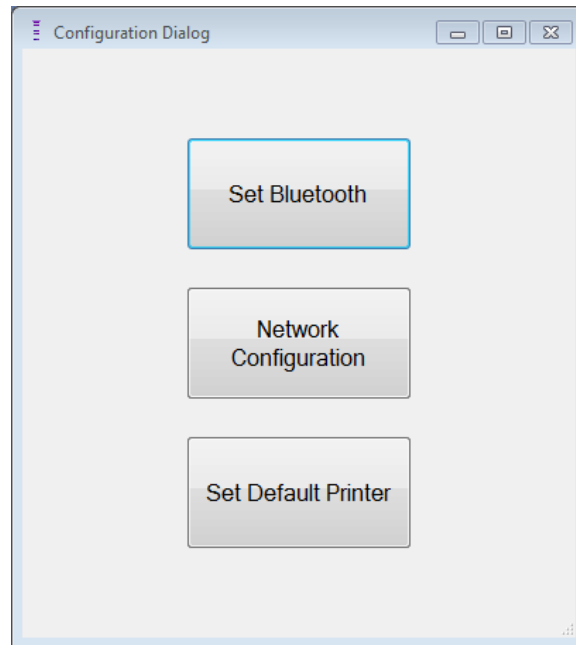 Configuration Dialog
Set Bluetooth
Network
Configuration
Set Default Printer